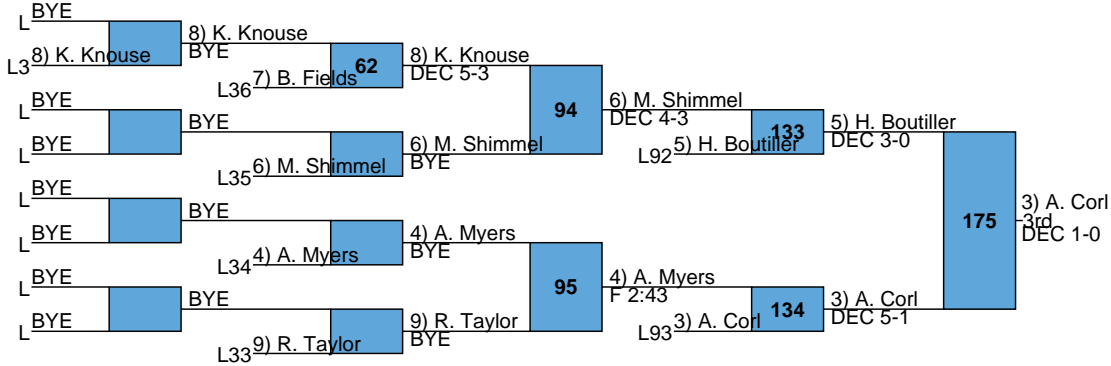 L BYE
L3 8) K. Knouse
8) K. Knouse
BYE
L36 7) B. Fields
62
8) K. Knouse
DEC 5-3
L BYE
L BYE
BYE
L35 6) M. Shimmel
6) M. Shimmel
BYE
94
6) M. Shimmel
DEC 4-3
L92 5) H. Boutiller
133
5) H. Boutiller
DEC 3-0
L BYE
L BYE
BYE
L34 4) A. Myers
4) A. Myers
BYE
L BYE
L BYE
BYE
L33 9) R. Taylor
9) R. Taylor
BYE
95
4) A. Myers
F 2:43
L93 3) A. Corl
134
3) A. Corl
DEC 5-1
175
3) A. Corl
3rd
DEC 1-0